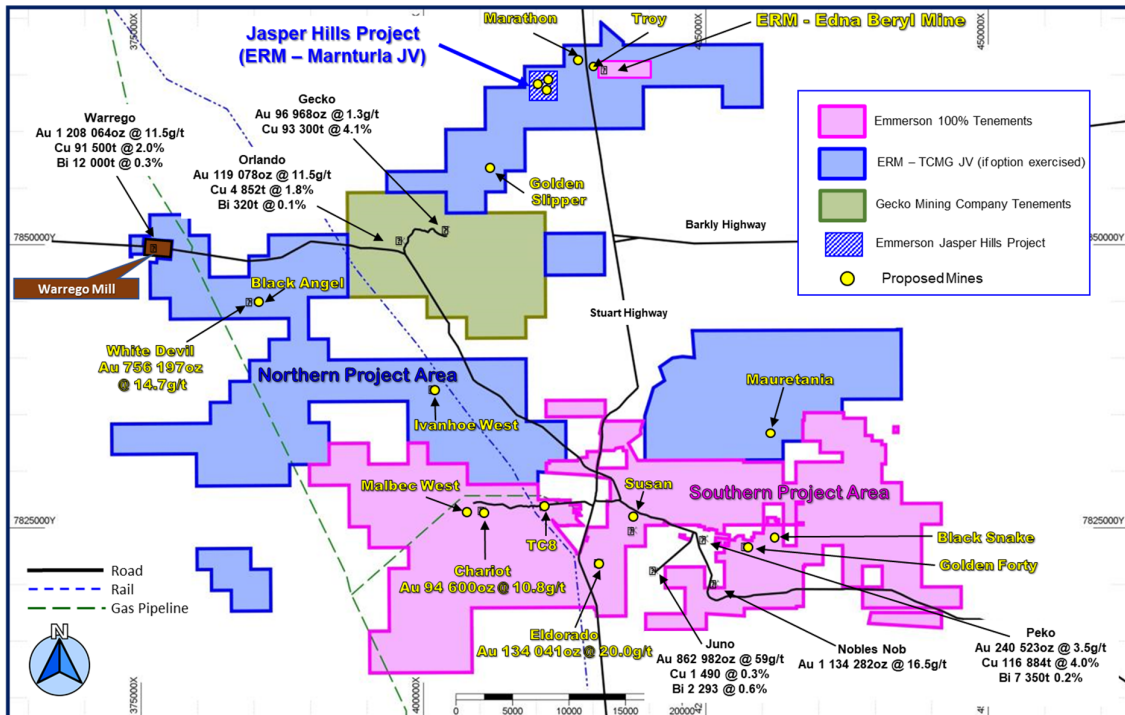 375000X
Marathon
Troy
425000X
ERM - Edna Beryl Mine
450000X
Jasper Hills Project
(ERM – Marnturla JV)
Warrego
Au 1 208 064oz @ 11.5g/t
Cu 91 500t @ 2.0%
Bi 12 000t @ 0.3%
Gecko
Au 96 968oz @ 1.3g/t
Cu 93 300t @ 4.1%
Orlando
Au 119 078oz @ 11.5g/t
Cu 4 852t @ 1.8%
Bi 320t @ 0.1%
Golden
Slipper
Emmerson 100% Tenements
ERM – TCMG JV (if option exercised)
Gecko Mining Company Tenements
Emmerson Jasper Hills Project
Proposed Mines
7850000Y
Barkly Highway
Warrego Mill
Black Angel
Stuart Highway
White Devil
Au 756 197oz
@ 14.7g/t
Northern Project Area
Ivanhoe West
Mauretania
Malbec West
Susan
Southern Project Area
7825000Y
7825000Y
TC8
Black Snake
Golden Forty
Chariot
Au 94 600oz @ 10.8g/t
Road
Rail
Gas Pipeline
Eldorado
Au 134 041oz @ 20.0g/t
Juno
Au 862 982oz @ 59g/t
Cu 1 490 @ 0.3%
Bi 2 293 @ 0.6%
Nobles Nob
Au 1 134 282oz @ 16.5g/t
Peko
Au 240 523oz @ 3.5g/t
Cu 116 884t @ 4.0%
Bi 7 350t 0.2%
N
375000X
400000X
0 5000 10000 15000 20000